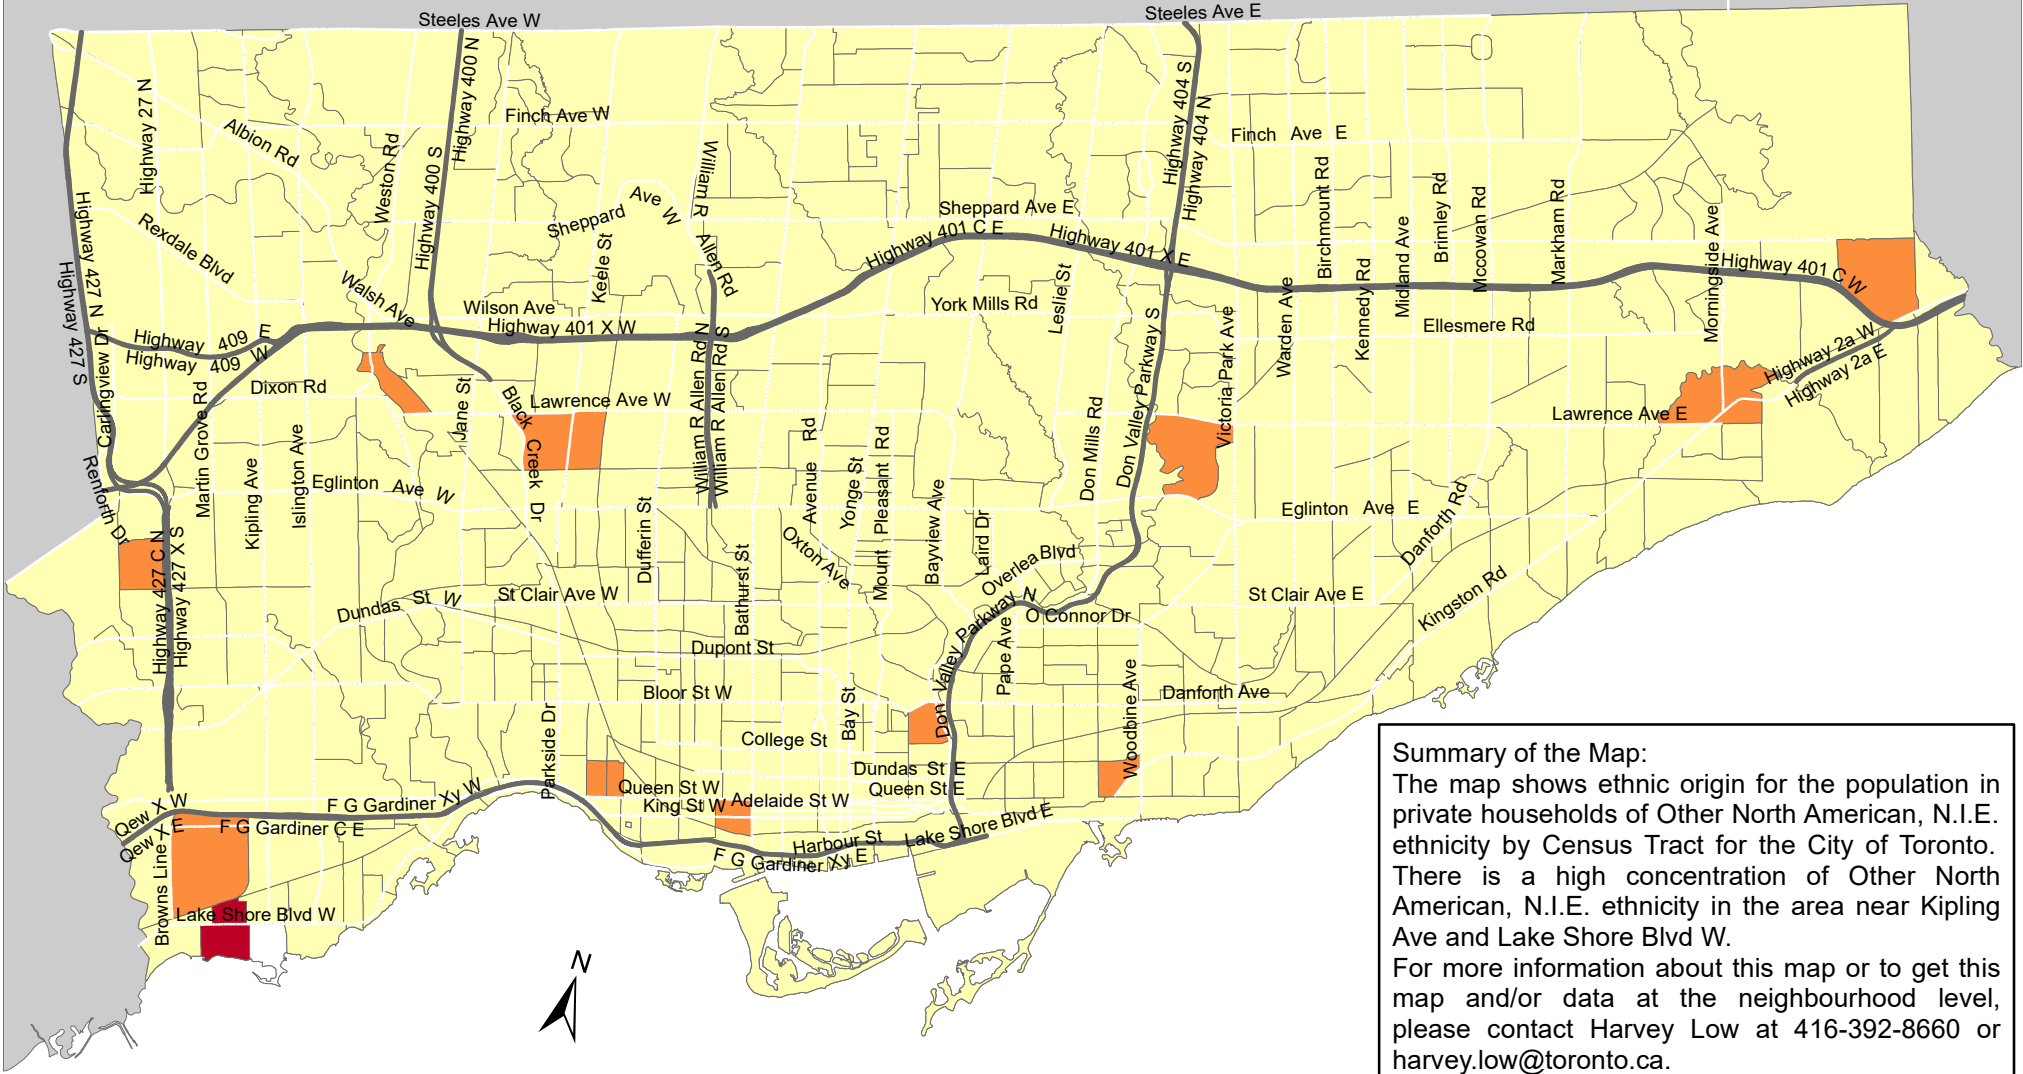 Steeles Ave W
Steeles Ave E
Highway 27 N
Albion Rd
Weston Rd
Highway 400 N
Highway 400 S
Finch Ave W
William R Allen Rd
Highway 404 S
Highway 404 N
Finch Ave E
Sheppard Ave W
Sheppard Ave E
Keele St
Rexdale Blvd
Highway 427 N
Highway 427 S
Walsh Ave
Wilson Ave
Highway 401 X W
Highway 401 C E
Highway 401 X E
York Mills Rd
Leslie St
Birchmount Rd
Midland Ave
Brimley Rd
Mccowan Rd
Markham Rd
Morningside Ave
Highway 401 C W
Warden Ave
Kennedy Rd
Ellesmere Rd
Victoria Park Ave
Highway 2a W
Highway 2a E
Highway 409 E
Highway 409 W
Carlingview Dr
Dixon Rd
Martin Grove Rd
Jane St
Black Creek Dr
Lawrence Ave W
William R Allen Rd N
William R Allen Rd S
Avenue Rd
Yonge St
Mount Pleasant Rd
Bayview Ave
Don Mills Rd
Don Valley Parkway S
Lawrence Ave E
Renforth Dr
Kipling Ave
Islington Ave
Eglinton Ave W
Eglinton Ave E
Danforth Rd
Highway 427 C N
Highway 427 X S
Dufferin St
Bathurst St
Oxton Ave
Laird Dr
Overlea Blvd
Dundas St W
St Clair Ave W
St Clair Ave E
Kingston Rd
O Connor Dr
Don Valley Parkway N
Pape Ave
Dupont St
Bloor St W
Bay St
Woodbine Ave
Danforth Ave
Parkside Dr
College St
Dundas St E
Queen St E
Queen St W
King St W
Adelaide St W
Qew X W
Qew X E
F G Gardiner Xy W
F G Gardiner C E
Harbour St
Lake Shore Blvd E
F G Gardiner Xy E
Browns Line
Lake Shore Blvd W
N
Summary of the Map:
The map shows ethnic origin for the population in
private households of Other North American, N.I.E.
ethnicity by Census Tract for the City of Toronto.
There is a high concentration of Other North
American, N.I.E. ethnicity in the area near Kipling
Ave and Lake Shore Blvd W.
For more information about this map or to get this
map and/or data at the neighbourhood level,
please contact Harvey Low at 416-392-8660 or
harvey.low@toronto.ca.